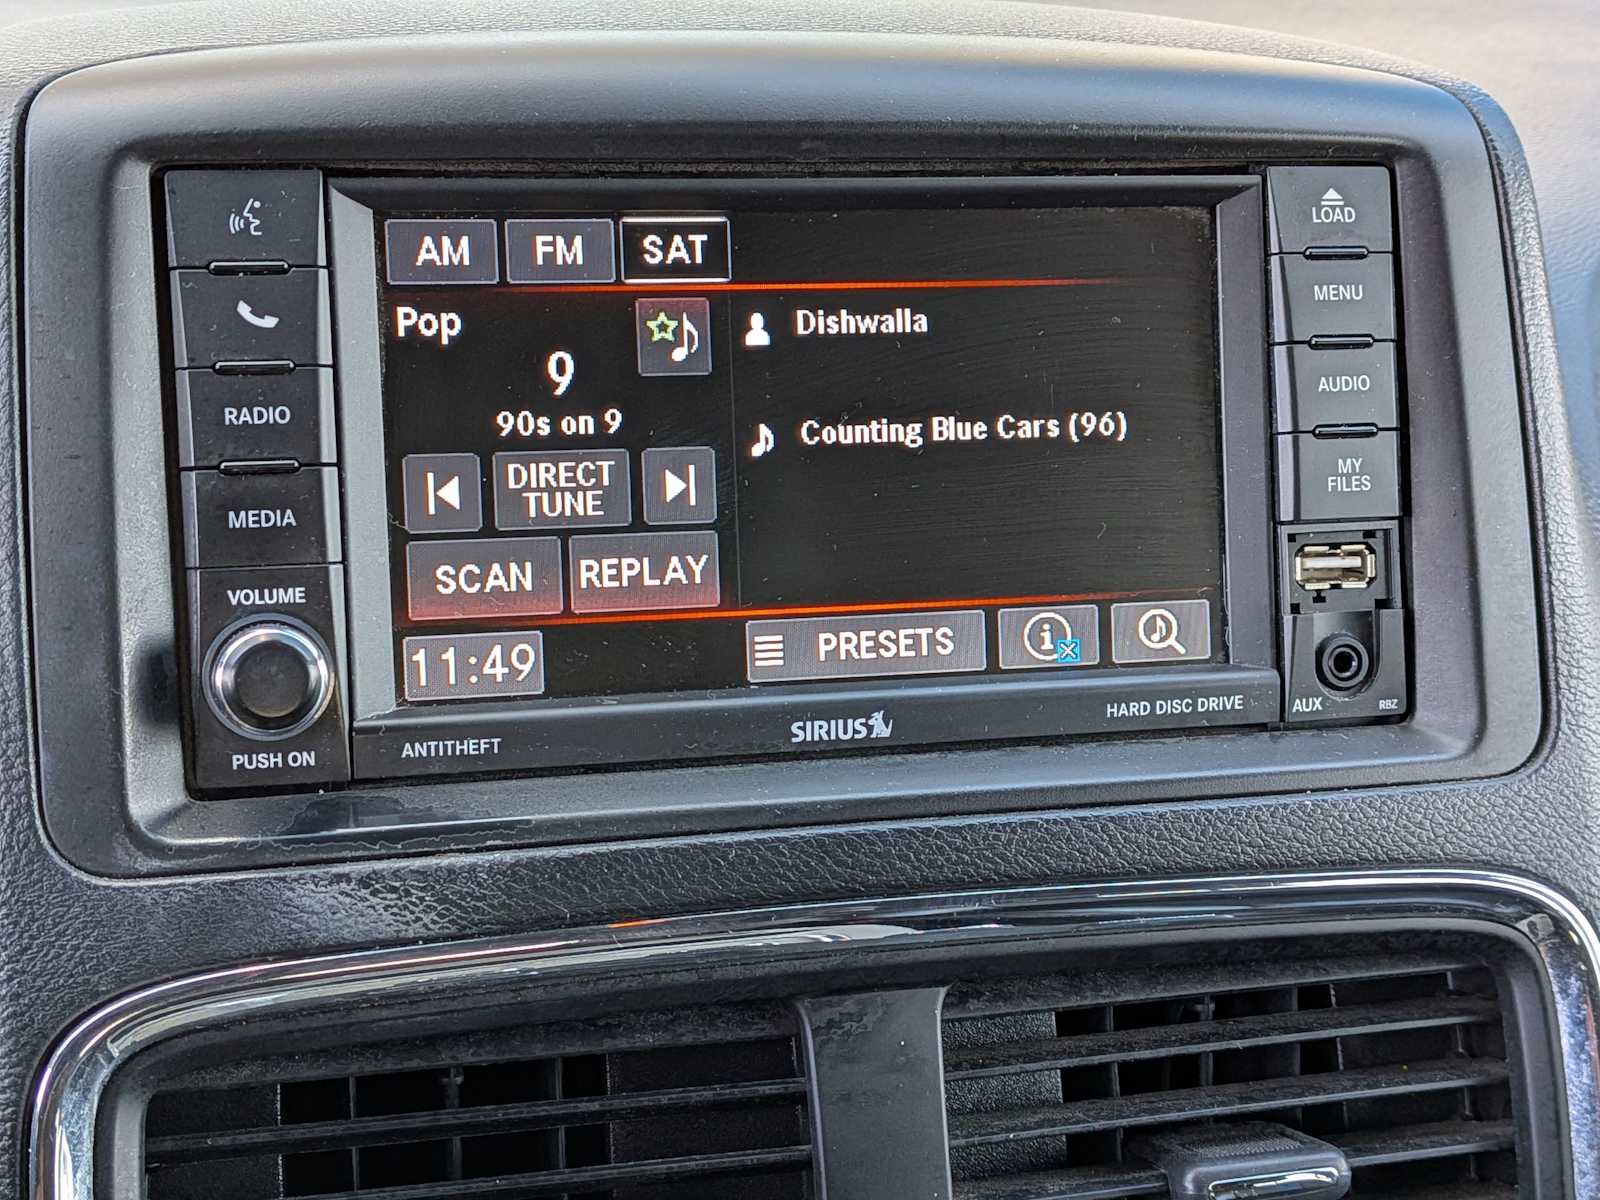 AM FM SAT
Pop
9
90s on 9
DIRECT
TUNE
SCAN REPLAY
11:49
Dishwalla
Counting Blue Cars (96)
PRESETS
i
RADIO
MEDIA
VOLUME
PUSH ON
ANTITHEFT
SIRIUS
HARD DISC DRIVE
LOAD
MENU
AUDIO
MY
FILES
AUX
RBZ